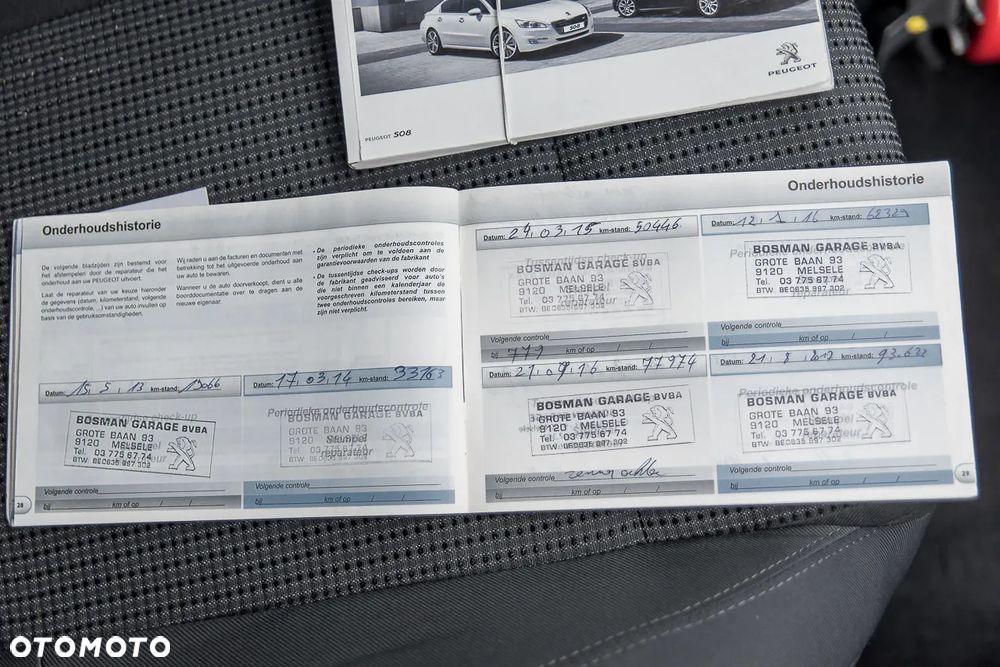 508
PEUGEOT
PEUGEOT 508
Onderhoudshistorie
De volgende bladzijden zijn bestemd voor
het afstempelen door de reparateur die het
onderhoud aan uw PEUGEOT uitvoert.
Laat de reparateur van uw keuze hieronder
de gegevens (datum, kilometerstand, volgende
onderhoudscontrole, ...) van uw auto invullen op
basis van de gebruiksomstandigheden.
Wij raden u aan de facturen en documenten met
betrekking tot het uitgevoerde onderhoud aan
uw auto te bewaren.
Wanneer u de auto doorverkoopt, dient u alle
boorddocumentatie over te dragen aan de
nieuwe eigenaar.
- De periodieke onderhoudscontroles
zijn verplicht om te voldoen aan de
garantievoorwaarden van de fabrikant
- De tussentijdse check-ups worden door
de fabrikant geadviseerd voor auto's
die niet binnen een kalenderjaar de
voorgeschreven kilometerstand tussen
twee onderhoudscontroles bereiken, maar
zijn niet verplicht.
Datum: 15.5.13 km-stand:
BOSMAN GARAGE BVBA
GROTE BAAN 93
9120 MELSELE
Tel. 03 775 67 74
BTW BE0835.997.302
Volgende controle
bij km of op / /
28
Datum: 17.03.14 km-stand: 33163
Periodieke onderhoudscontrole
BOSMAN GARAGE BVBA
GROTE BAAN 93
9120 MELSELE
Tel. 03 775 67 74
BTW BE0835.997.302
Stempel
reparateur
Volgende controle
bij km of op / /
Onderhoudshistorie
Datum: 24.03.15 km-stand: 50446
Tussentijdse check-up
BOSMAN GARAGE BVBA
GROTE BAAN 93
9120 MELSELE
Tel. 03 775 67 74
BTW BE0835.997.302
Volgende controle
bij km of op / /
Datum: 12.1.16 km-stand: 68324
BOSMAN GARAGE BVBA
GROTE BAAN 93
9120 MELSELE
Tel. 03 775 67 74
BTW BE0835.997.302
reparateur
Volgende controle
bij km of op / /
Datum: km-stand: 77974
BOSMAN GARAGE BVBA
GROTE BAAN 93
9120 MELSELE
Tel. 03 775 67 74
BTW BE0835.997.302
Volgende controle
bij km of op / /
Datum: km-stand:
Periodieke onderhoudscontrole
BOSMAN GARAGE BVBA
GROTE BAAN 93
9120 MELSELE
Tel. 03 775 67 74
BTW BE0835.997.302
Volgende controle
bij km of op / /
29
OTOMOTO